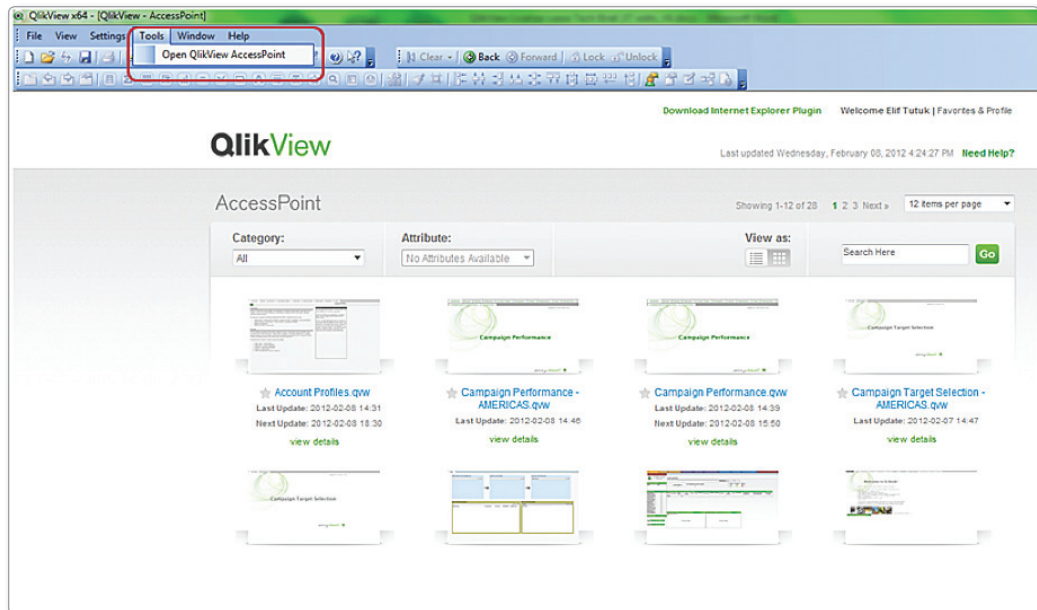 QlikView x64 - [QlikView - AccessPoint]
File View Settings Tools Window Help
Open QlikView AccessPoint
Clear Back Forward Lock Unlock
Download Internet Explorer Plugin Welcome Elif Tutuk | Favorites & Profile
QlikView
Last updated Wednesday, February 08, 2012 4:24:27 PM Need Help?
AccessPoint
Showing 1-12 of 28 1 2 3 Next » 12 items per page
Category: Attribute: View as:
All No Attributes Available Search Here Go
Campaign Performance Campaign Performance Campaign Target Selection
Account Profiles.qvw Campaign Performance - Campaign Performance.qvw Campaign Target Selection -
AMERICAS.qvw AMERICAS.qvw
Last Update: 2012-02-08 14:31 Last Update: 2012-02-08 14:46 Last Update: 2012-02-08 14:39 Last Update: 2012-02-07 14:47
Next Update: 2012-02-08 18:30 Next Update: 2012-02-08 15:50
view details view details view details view details
Campaign Target Selection